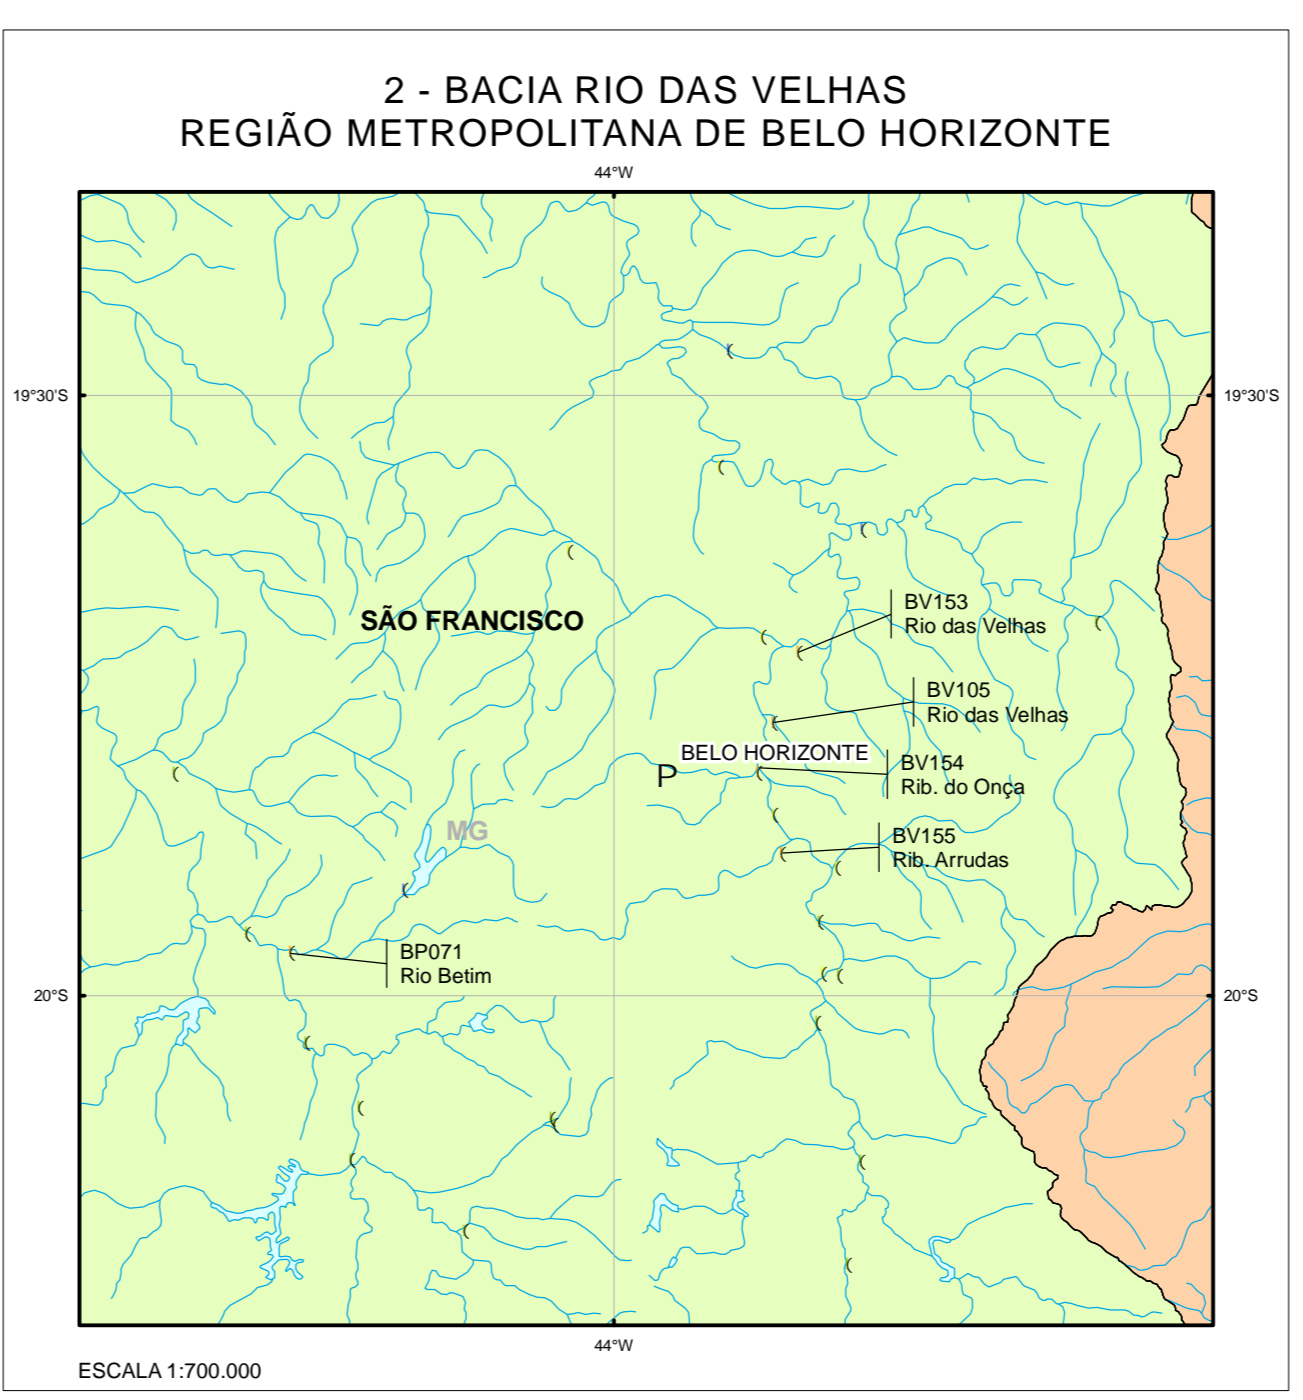 2 - BACIA RIO DAS VELHAS
REGIÃO METROPOLITANA DE BELO HORIZONTE
44°W
19°30'S
19°30'S
BV153
Rio das Velhas
SÃO FRANCISCO
BV105
Rio das Velhas
BELO HORIZONTE
P
BV154
Rib. do Onça
MG
BV155
Rib. Arrudas
BP071
Rio Betim
20°S
20°S
44°W
ESCALA 1:700.000